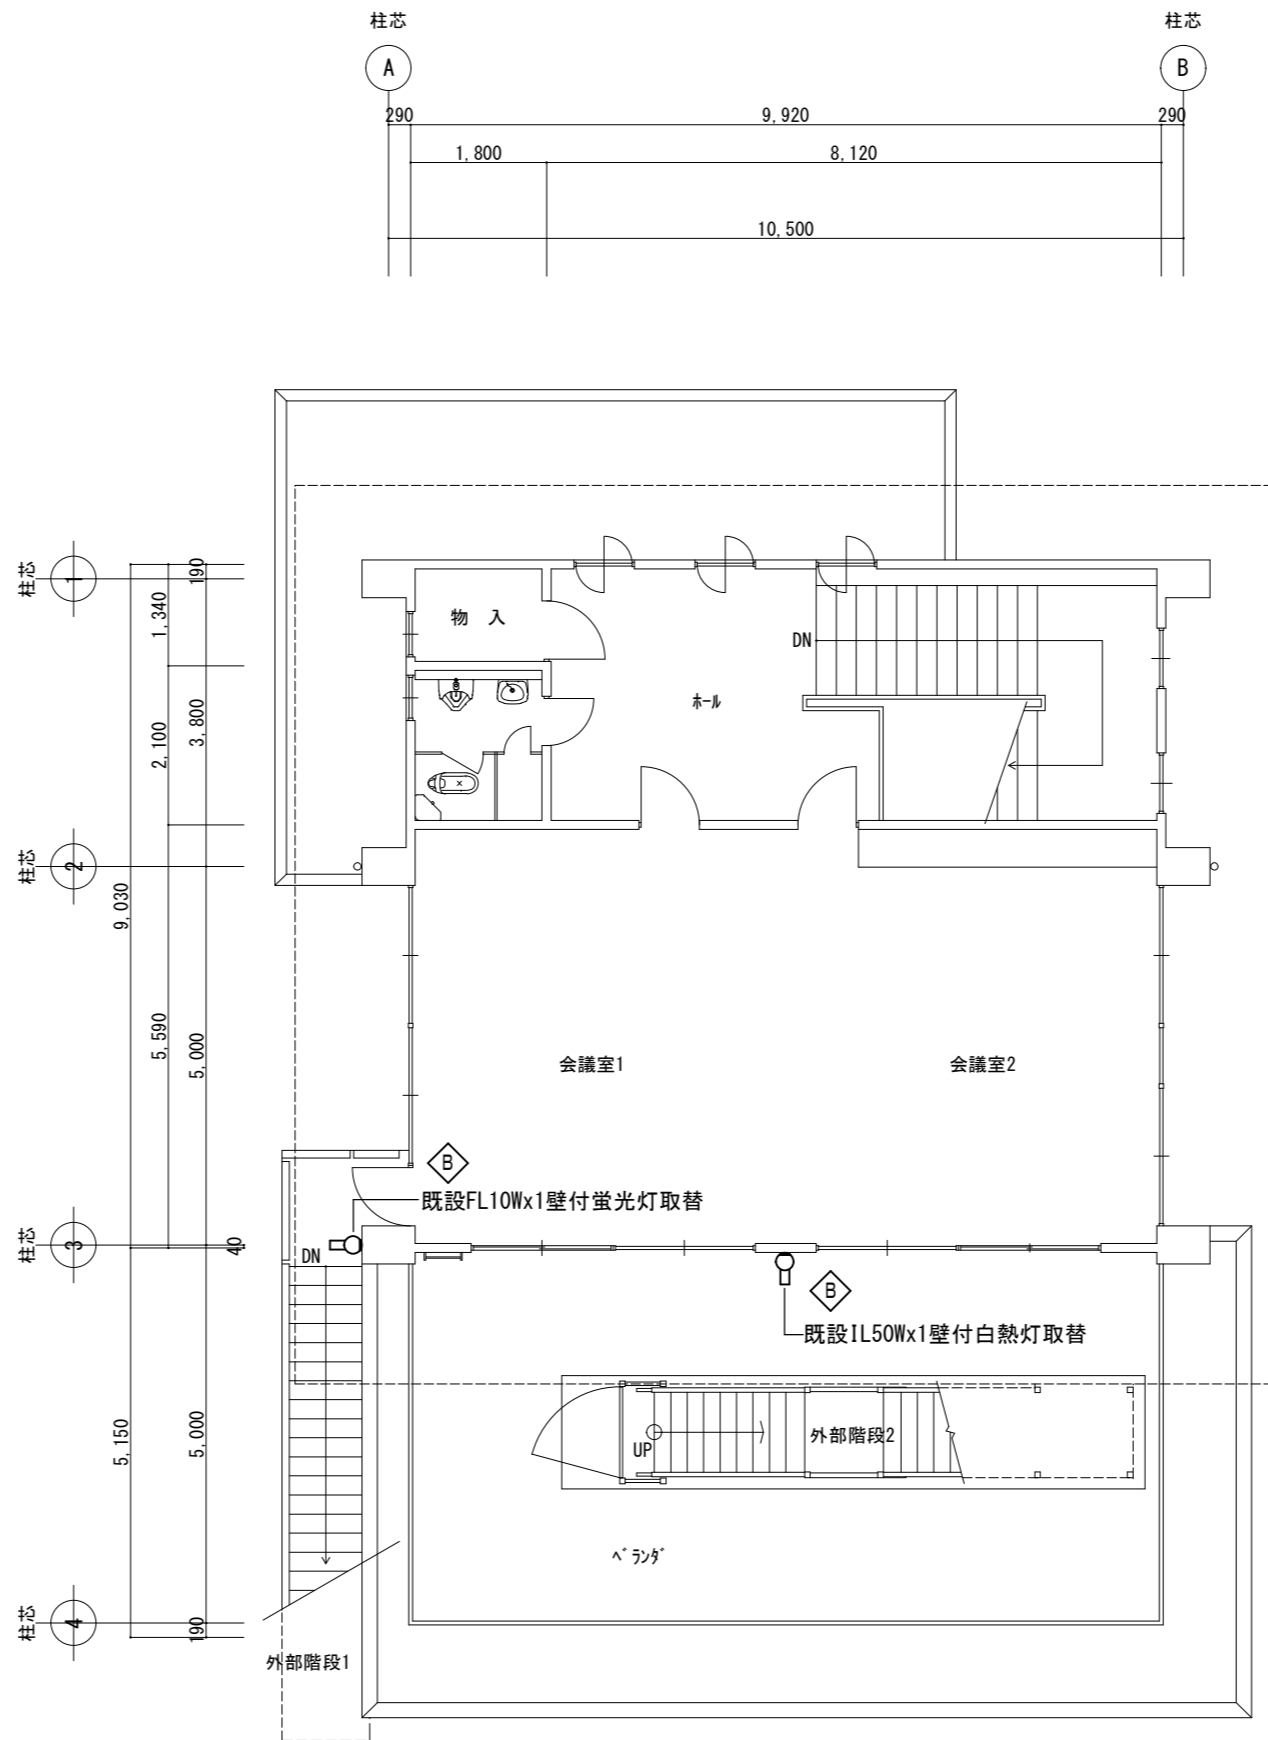 柱芯
柱芯
A
B
290
9,920
290
1,800
8,120
10,500
柱芯
1
190
1,340
物 入
DN
ホール
3,800
2,100
柱芯
2
9,030
5,590
5,000
会議室1
会議室2
B
既設FL10Wx1壁付蛍光灯取替
柱芯
3
40
DN
B
既設IL50Wx1壁付白熱灯取替
5,150
5,000
UP
外部階段2
ベランダ
柱芯
4
190
外部階段1